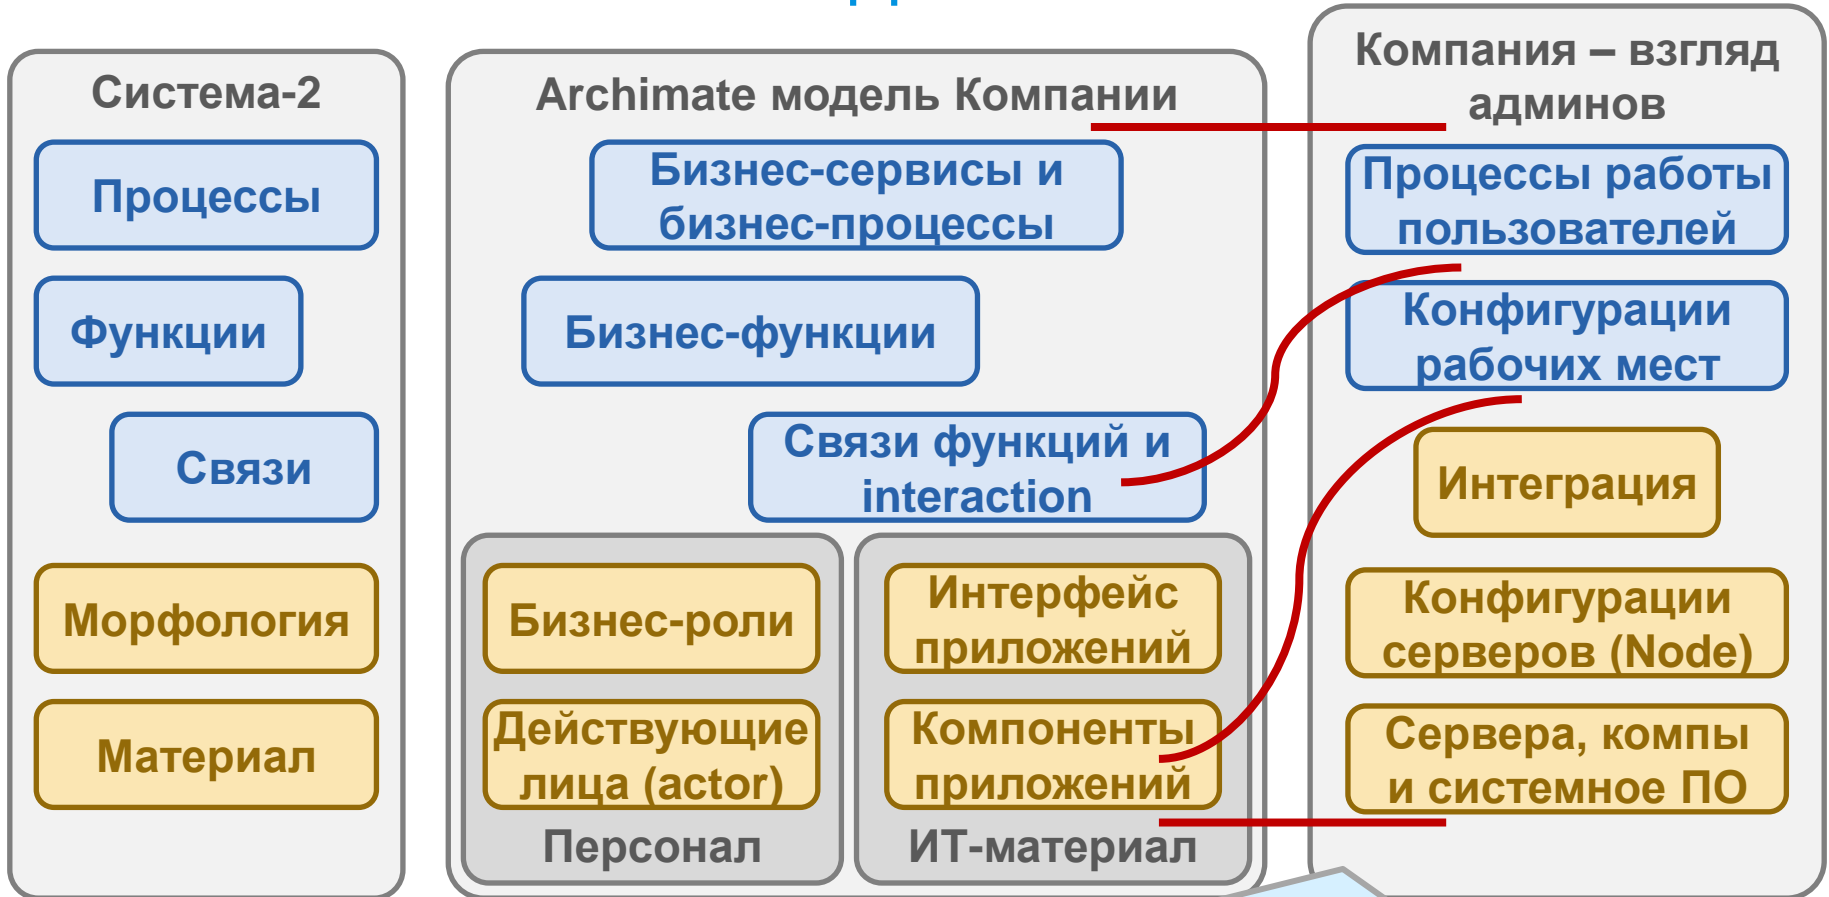 Система-2
Процессы
Функции
Связи
Морфология
Материал
Archimate модель Компании
Бизнес-сервисы и
бизнес-процессы
Бизнес-функции
Связи функций и
interaction
Бизнес-роли
Действующие
лица (actor)
Персонал
Интерфейс
приложений
Компоненты
приложений
ИТ-материал
Компания – взгляд
админов
Процессы работы
пользователей
Конфигурации
рабочих мест
Интеграция
Конфигурации
серверов (Node)
Сервера, компы
и системное ПО